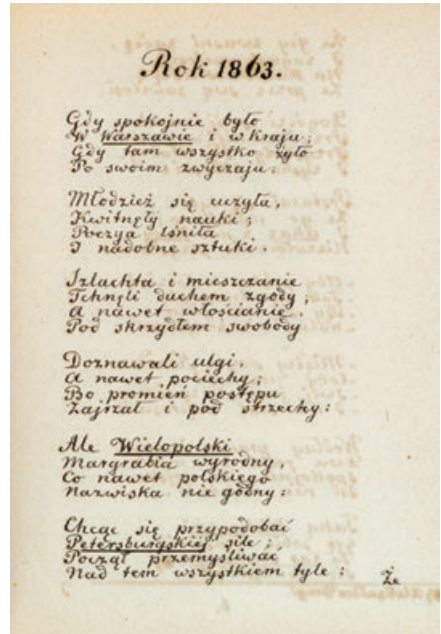 Rok 1863.
Gdy spokojnie było
W Warszawie i w kraju;
Gdy tam wszystko żyło
Po swoim zwyczaju:
Młodzież się uczyła,
Kwitnęły nauki;
Poezya lśniła
I nadobne sztuki.
Szlachta i mieszczanie
Tchnęli duchem zgody,
A nawet włościanie.
Pod skrzydłem swobody
Doznawali ulgi.
A nawet pociechy;
Bo promień postępu
Zajrzał i pod strzechy:
Ale Wielopolski
Margrabia wyrodny,
Co nawet polskiego
Nazwiska nie godny:
Chcąc się przypodobać
Petersburgskiej sile;
Począł przemyśliwać
Nad tem wszystkiem tyle:
Że